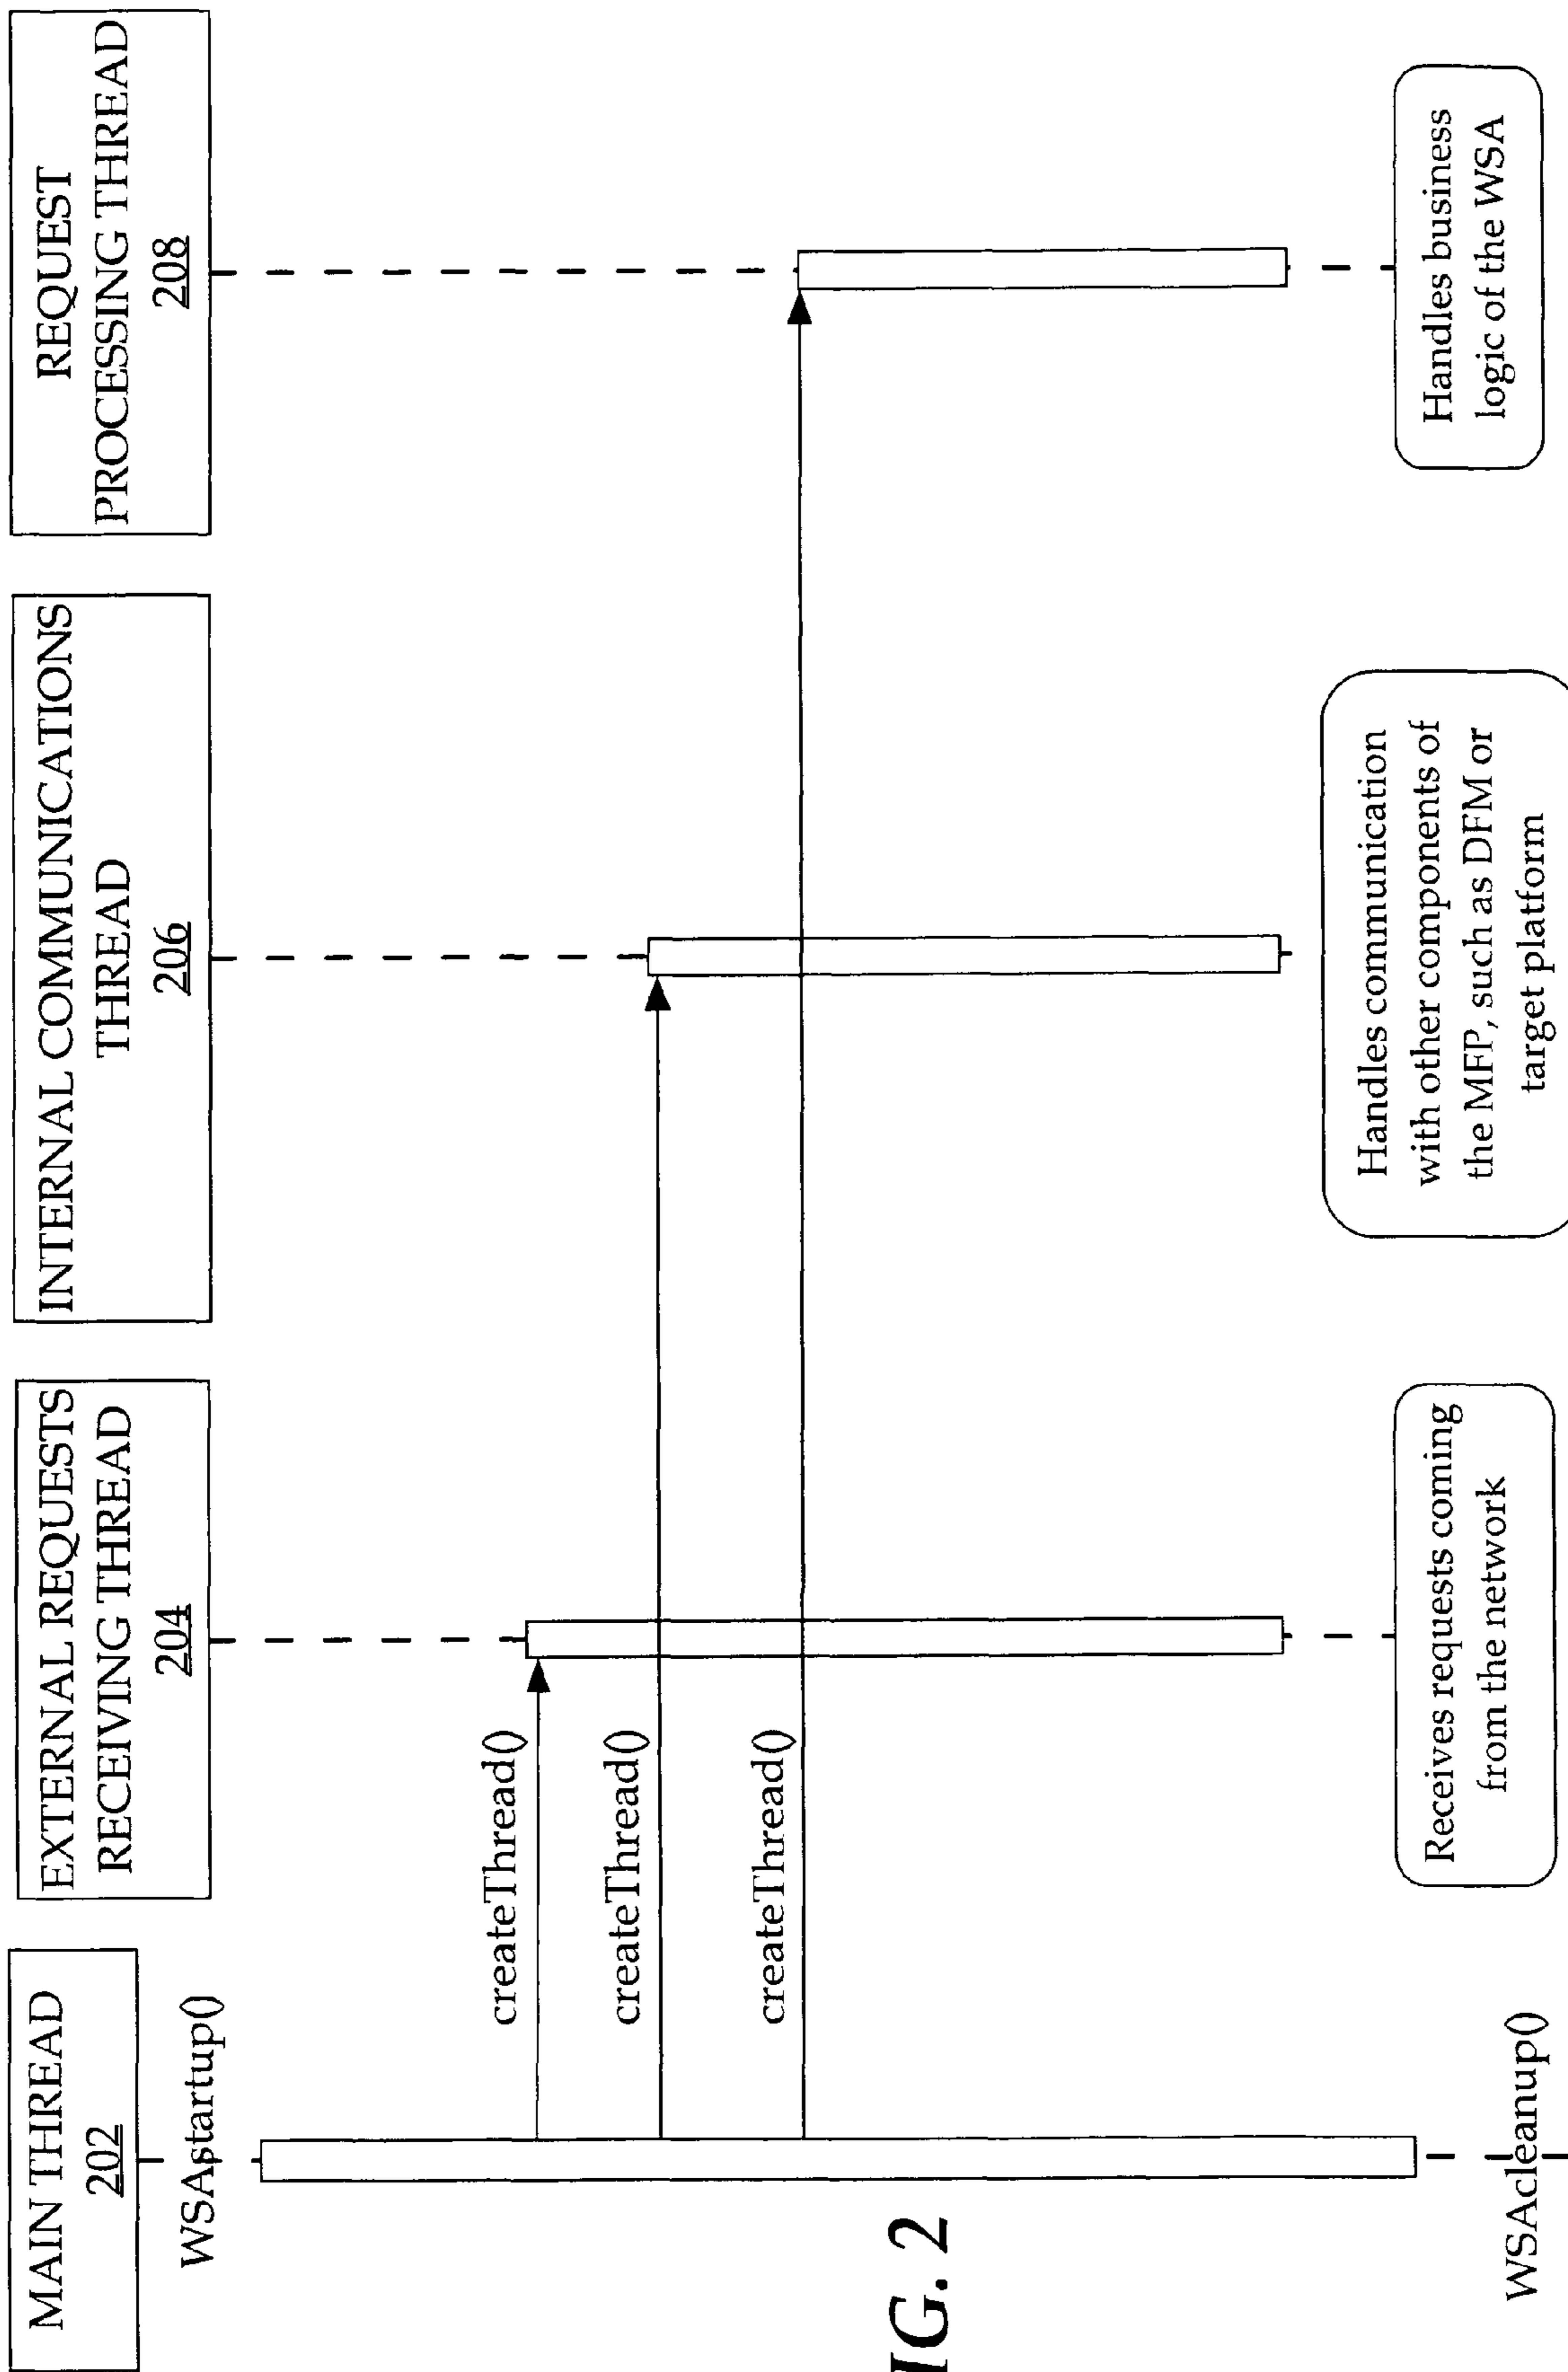 MAIN THREAD
202
WSAstartup()
EXTERNAL REQUESTS
RECEIVING THREAD
204
INTERNAL COMMUNICATIONS
THREAD
206
REQUEST
PROCESSING THREAD
208
createThread()
createThread()
createThread()
WSAcleanup()
Receives requests coming
from the network
Handles communication
with other components of
the MFP, such as DFM or
target platform
Handles business
logic of the WSA
IG. 2